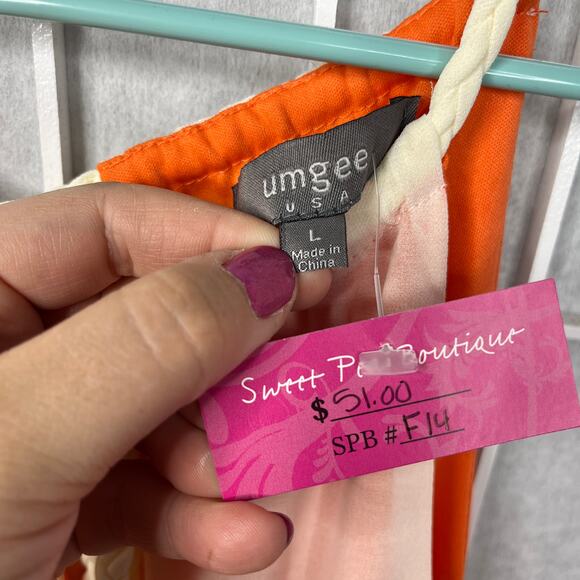 umgee
USA
L
Made in
China
Sweet P Boutique
$ 51.00
SPB # F14